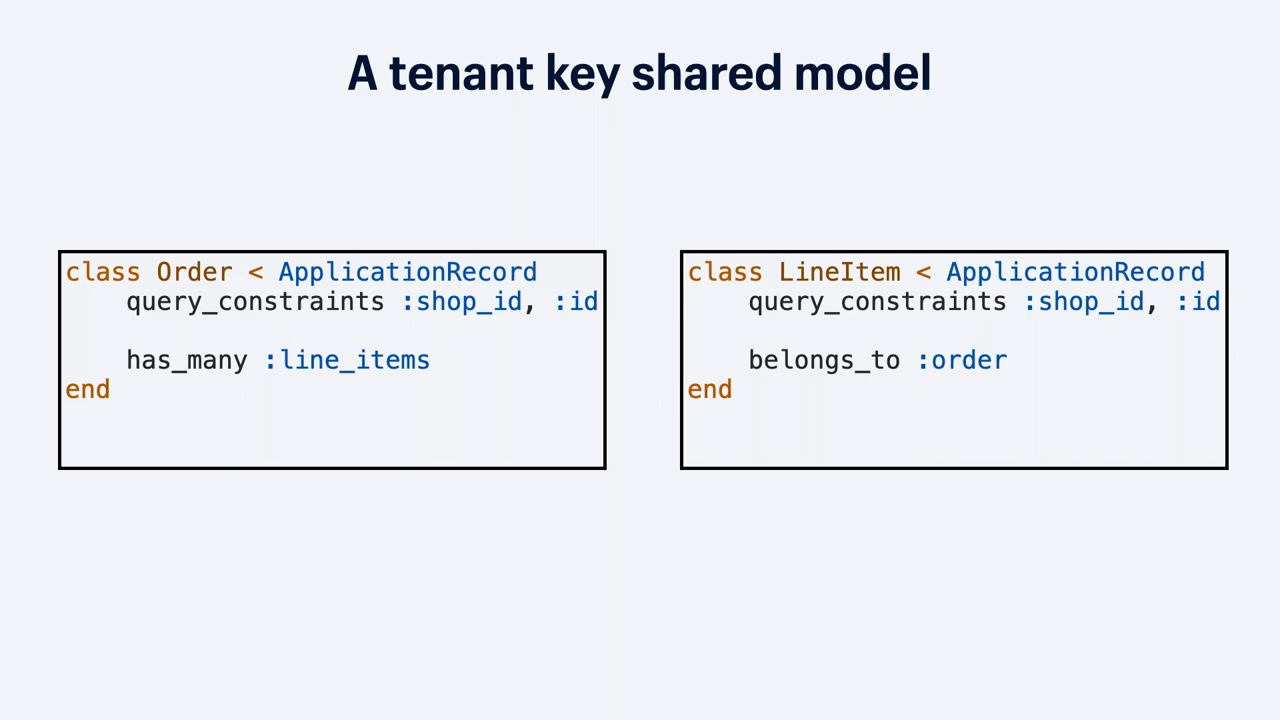 A tenant key shared model
class Order < ApplicationRecord
    query_constraints :shop_id, :id

    has_many :line_items
end
class LineItem < ApplicationRecord
    query_constraints :shop_id, :id

    belongs_to :order
end